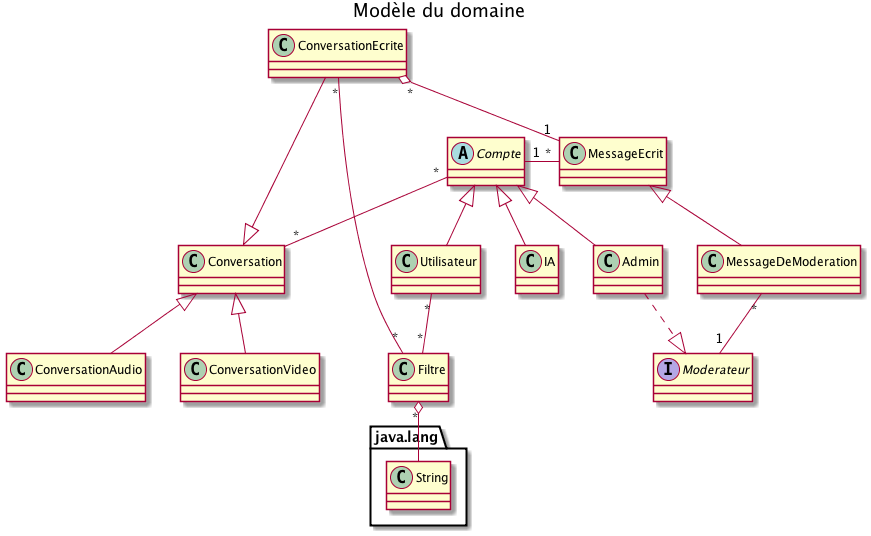 Modèle du domaine
C ConversationEcrite
* *
1
A Compte
1 *
C MessageEcrit
*
*
C Conversation
C Utilisateur
C IA
C Admin
C MessageDeModeration
* *
* * 1
C ConversationAudio
C ConversationVideo
C Filtre
I Moderateur
*
java.lang
C String